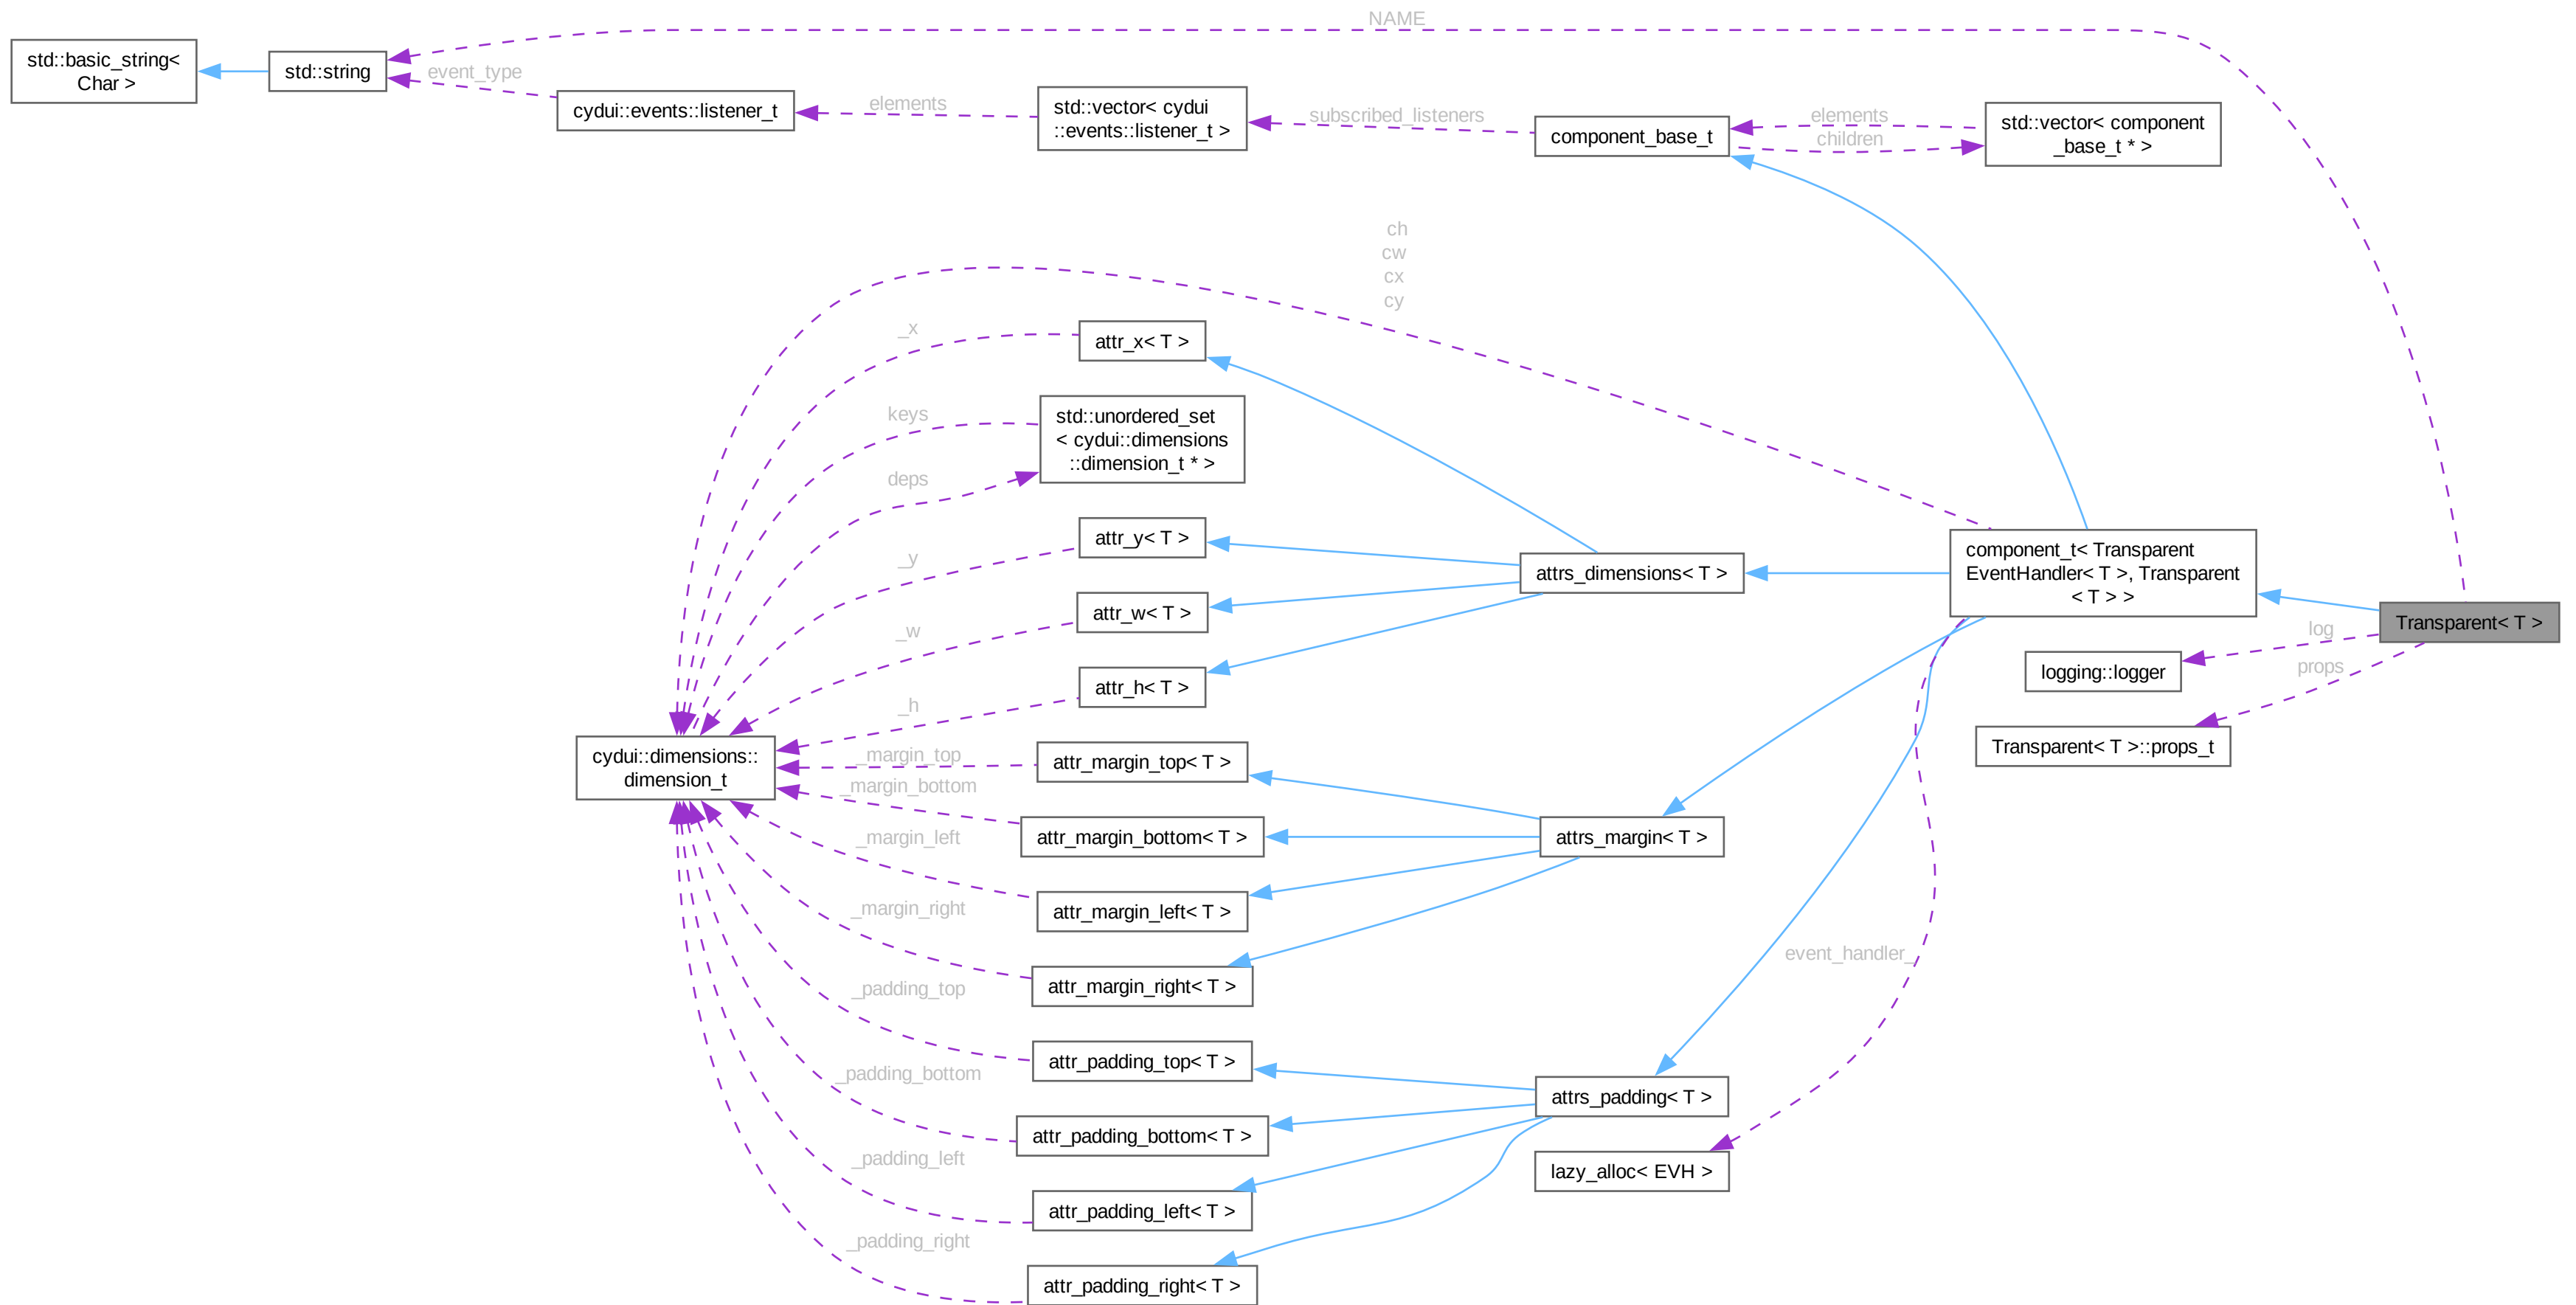 NAME
std::basic_string<
Char >
std::string
event_type
cydui::events::listener_t
elements
std::vector< cydui
::events::listener_t >
subscribed_listeners
component_base_t
elements
children
std::vector< component
_base_t * >
ch
cw
cx
cy
_x
attr_x< T >
keys
std::unordered_set
< cydui::dimensions
::dimension_t * >
deps
_y
attr_y< T >
attrs_dimensions< T >
component_t< Transparent
EventHandler< T >, Transparent
< T > >
_w
attr_w< T >
Transparent< T >
log
logging::logger
props
Transparent< T >::props_t
_h
attr_h< T >
cydui::dimensions::
dimension_t
_margin_top
attr_margin_top< T >
_margin_bottom
attr_margin_bottom< T >
attrs_margin< T >
_margin_left
attr_margin_left< T >
_margin_right
attr_margin_right< T >
event_handler_
_padding_top
attr_padding_top< T >
_padding_bottom
attr_padding_bottom< T >
attrs_padding< T >
_padding_left
attr_padding_left< T >
lazy_alloc< EVH >
_padding_right
attr_padding_right< T >